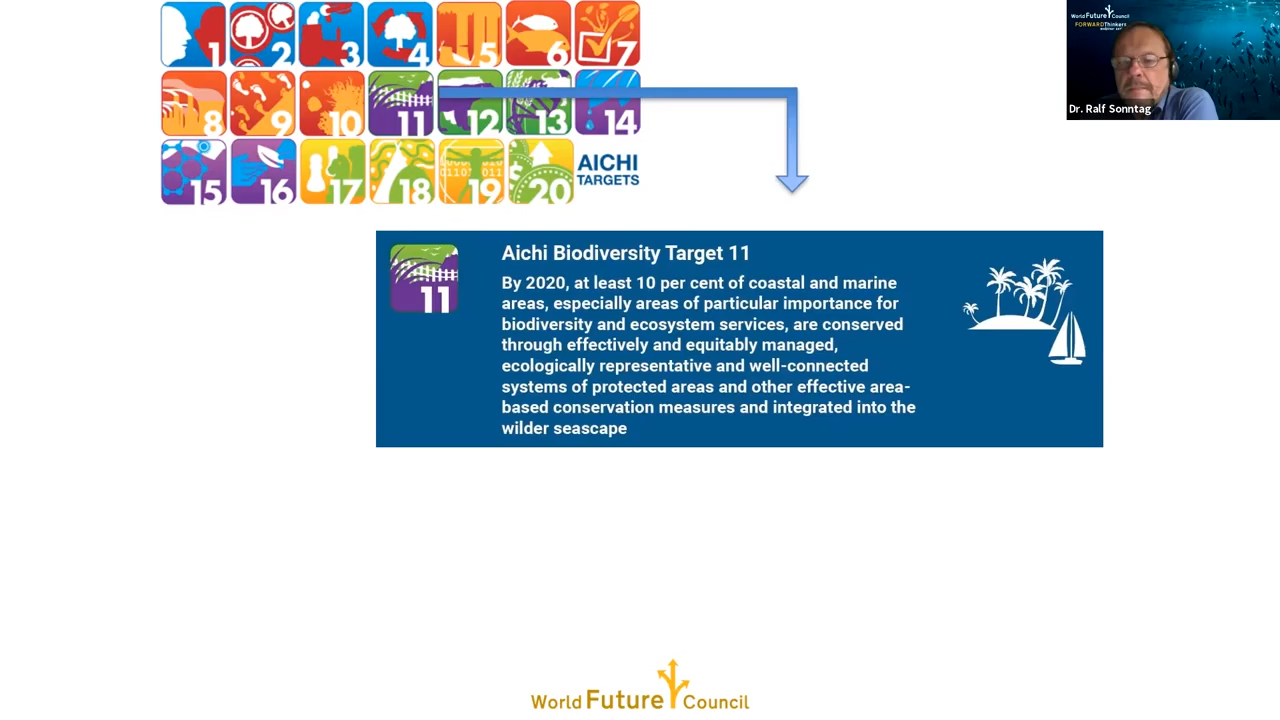 1 2 3 4 5 6 7
8 9 10 11 12 13 14
15 16 17 18 19 20 AICHI
TARGETS
World Future Council
FORWARDThinkers
Dr. Ralf Sonntag
11
Aichi Biodiversity Target 11
By 2020, at least 10 per cent of coastal and marine
areas, especially areas of particular importance for
biodiversity and ecosystem services, are conserved
through effectively and equitably managed,
ecologically representative and well-connected
systems of protected areas and other effective area-
based conservation measures and integrated into the
wilder seascape
World Future Council